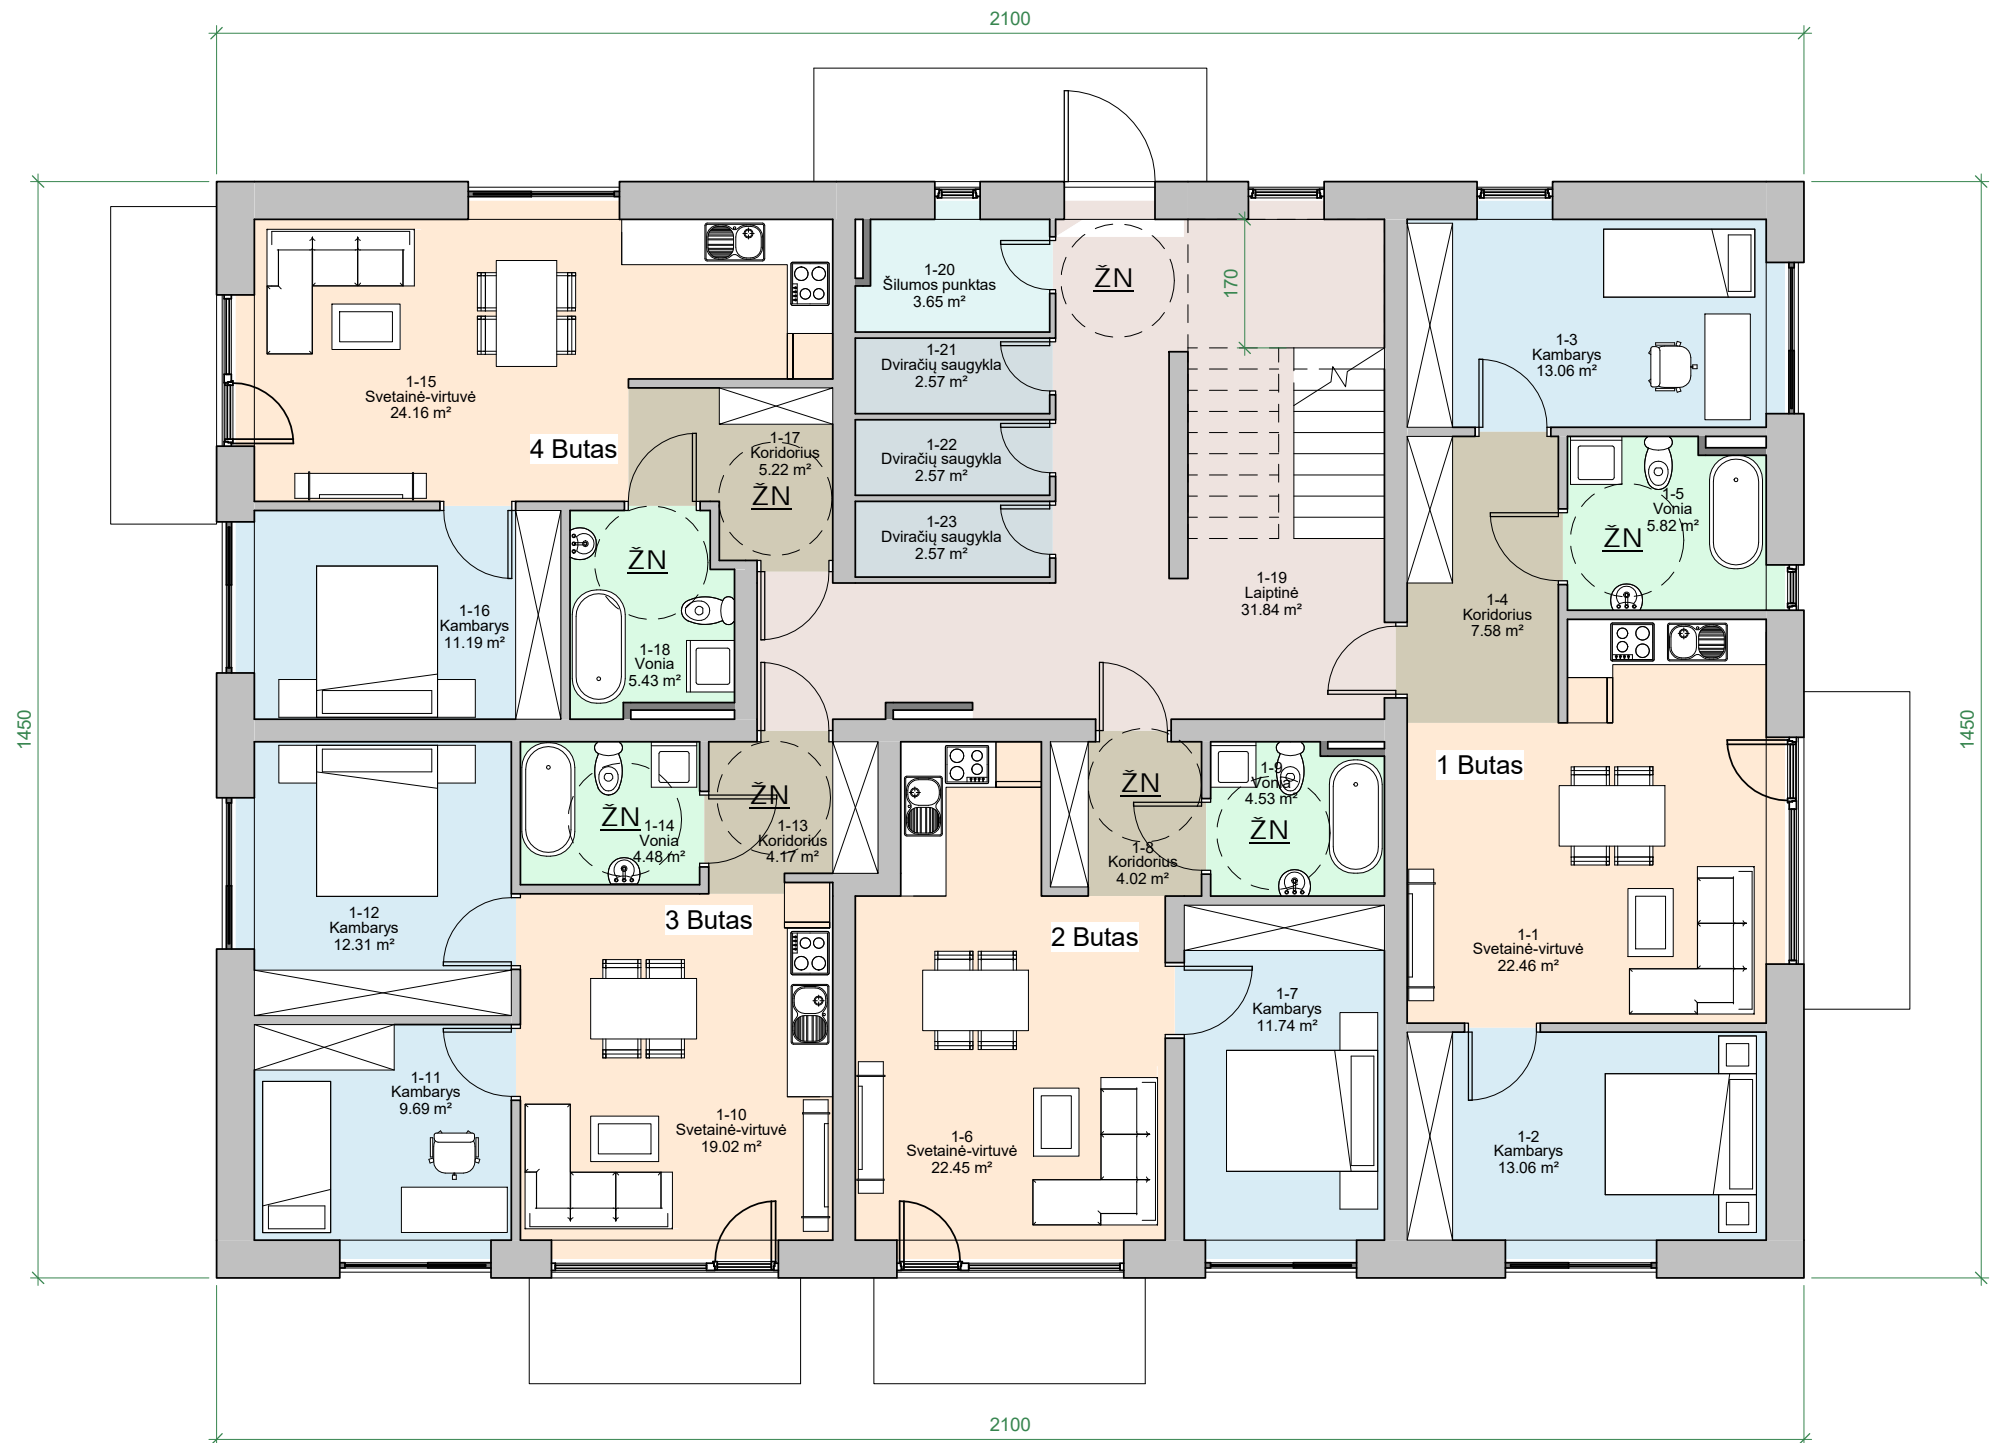 2100
1-20
Šilumos punktas
3.65 m²
ŽN
170
1-3
Kambarys
13.06 m²
1-21
Dviračių saugykla
2.57 m²
1-15
Svetainė-virtuvė
24.16 m²
4 Butas
1-17
Koridorius
5.22 m²
ŽN
1-22
Dviračių saugykla
2.57 m²
1-23
Dviračių saugykla
2.57 m²
1-5
Vonia
5.82 m²
ŽN
ŽN
1-19
Laiptinė
31.84 m²
1-4
Koridorius
7.58 m²
1-16
Kambarys
11.19 m²
1-18
Vonia
5.43 m²
1450
1450
1 Butas
ŽN
1-14
Vonia
4.48 m²
ŽN
1-13
Koridorius
4.17 m²
ŽN
1-8
Koridorius
4.02 m²
1-9
Vonia
4.53 m²
ŽN
1-12
Kambarys
12.31 m²
3 Butas
2 Butas
1-1
Svetainė-virtuvė
22.46 m²
1-7
Kambarys
11.74 m²
1-11
Kambarys
9.69 m²
1-10
Svetainė-virtuvė
19.02 m²
1-6
Svetainė-virtuvė
22.45 m²
1-2
Kambarys
13.06 m²
2100